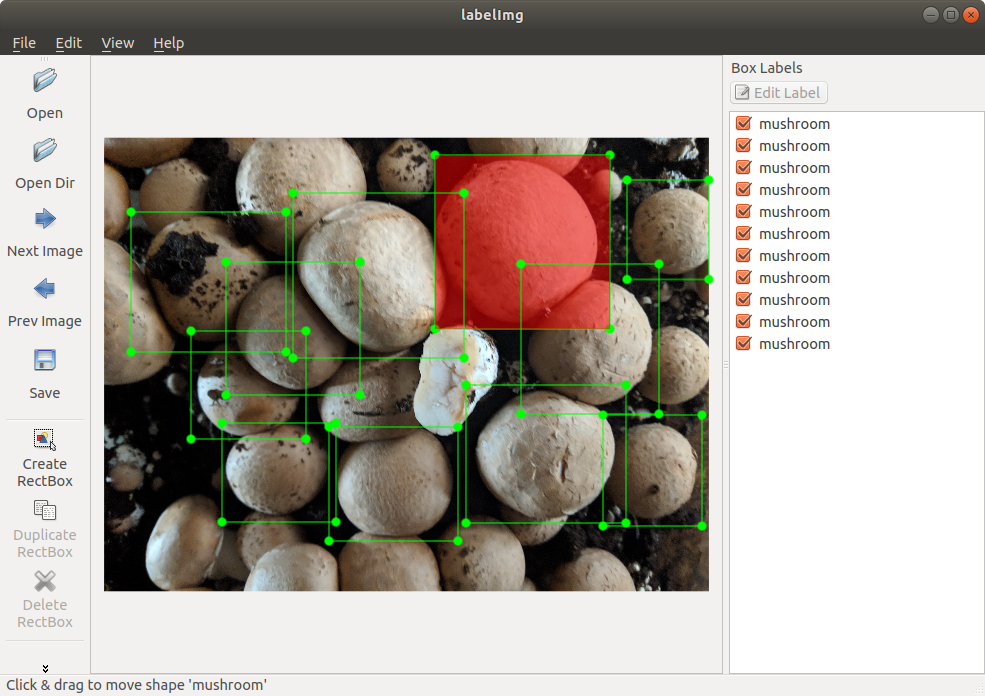 labelImg
File Edit View Help
Open
Open Dir
Next Image
Prev Image
Save
Create
RectBox
Duplicate
RectBox
Delete
RectBox
Box Labels
Edit Label
mushroom
mushroom
mushroom
mushroom
mushroom
mushroom
mushroom
mushroom
mushroom
mushroom
mushroom
Click & drag to move shape 'mushroom'